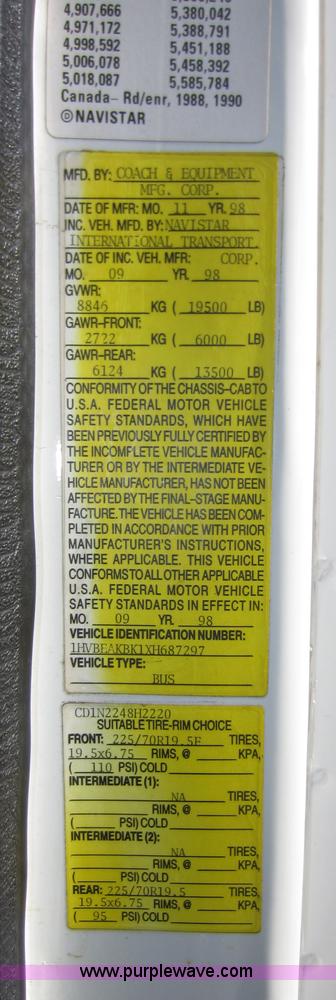 4,907,666 5,380,042
4,971,172 5,388,791
4,998,592 5,451,188
5,006,078 5,458,392
5,018,087 5,585,784
Canada– Rd/enr, 1988, 1990
©NAVISTAR
MFD. BY: COACH & EQUIPMENT
MFG. CORP.
DATE OF MFR: MO. 11 YR. 98
INC. VEH. MFD. BY: NAVISTAR
INTERNATIONAL TRANSPORT.
DATE OF INC. VEH. MFR: CORP.
MO. 09 YR. 98
GVWR:
8846 KG ( 19500 LB)
GAWR–FRONT:
2722 KG ( 6000 LB)
GAWR–REAR:
6124 KG ( 13500 LB)
CONFORMITY OF THE CHASSIS-CAB TO
U.S.A. FEDERAL MOTOR VEHICLE
SAFETY STANDARDS, WHICH HAVE
BEEN PREVIOUSLY FULLY CERTIFIED BY
THE INCOMPLETE VEHICLE MANUFAC-
TURER OR BY THE INTERMEDIATE VE-
HICLE MANUFACTURER, HAS NOT BEEN
AFFECTED BY THE FINAL-STAGE MANU-
FACTURE. THE VEHICLE HAS BEEN COM-
PLETED IN ACCORDANCE WITH PRIOR
MANUFACTURER'S INSTRUCTIONS,
WHERE APPLICABLE. THIS VEHICLE
CONFORMS TO ALL OTHER APPLICABLE
U.S.A. FEDERAL MOTOR VEHICLE
SAFETY STANDARDS IN EFFECT IN:
MO. 09 YR. 98
VEHICLE IDENTIFICATION NUMBER:
1HVBEAKBK1XH687297
VEHICLE TYPE:
BUS
CD1N2248H2220
SUITABLE TIRE-RIM CHOICE
FRONT: 225/70R19.5F TIRES,
19.5x6.75 RIMS, @ KPA,
( 110 PSI) COLD
INTERMEDIATE (1):
NA TIRES,
RIMS, @ KPA,
( PSI) COLD
INTERMEDIATE (2):
NA TIRES,
RIMS, @ KPA,
( PSI) COLD
REAR: 225/70R19.5 TIRES,
19.5x6.75 RIMS, @ KPA,
( 95 PSI) COLD
www.purplewave.com